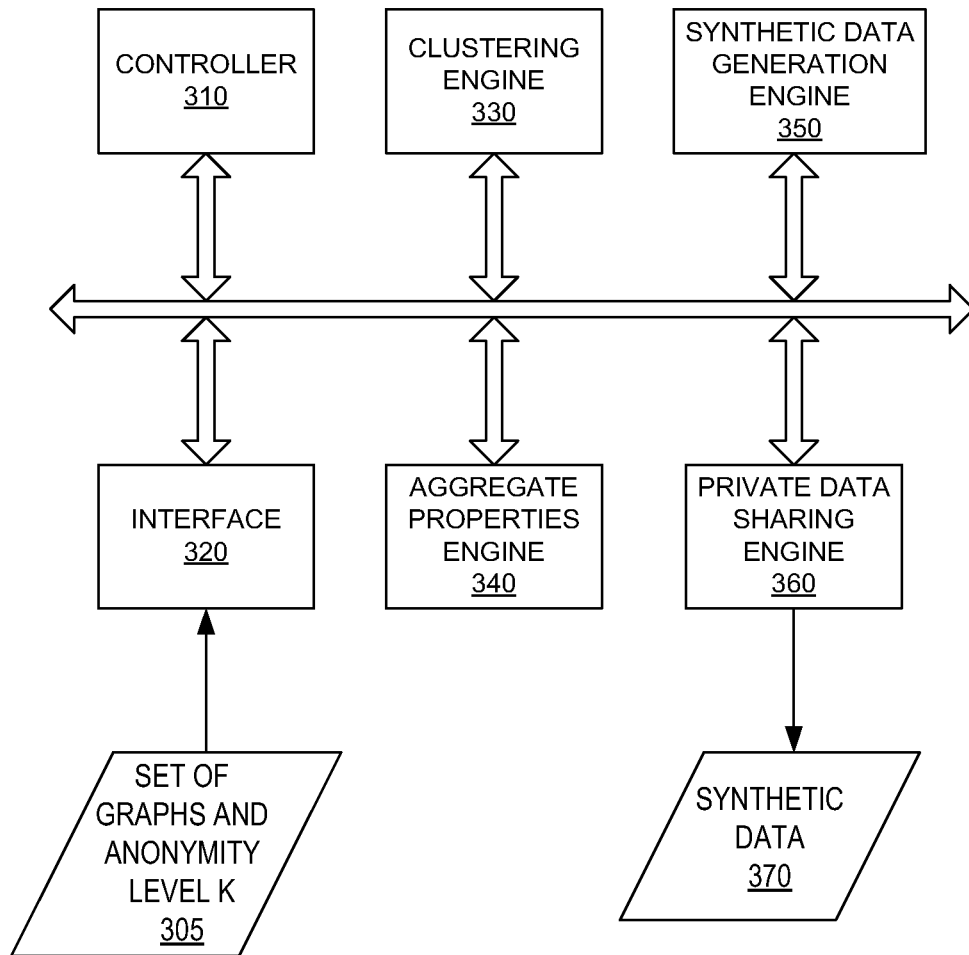 CONTROLLER
310
CLUSTERING
ENGINE
330
SYNTHETIC DATA
GENERATION
ENGINE
350
INTERFACE
320
AGGREGATE
PROPERTIES
ENGINE
340
PRIVATE DATA
SHARING
ENGINE
360
SET OF
GRAPHS AND
ANONYMITY
LEVEL K
305
SYNTHETIC
DATA
370